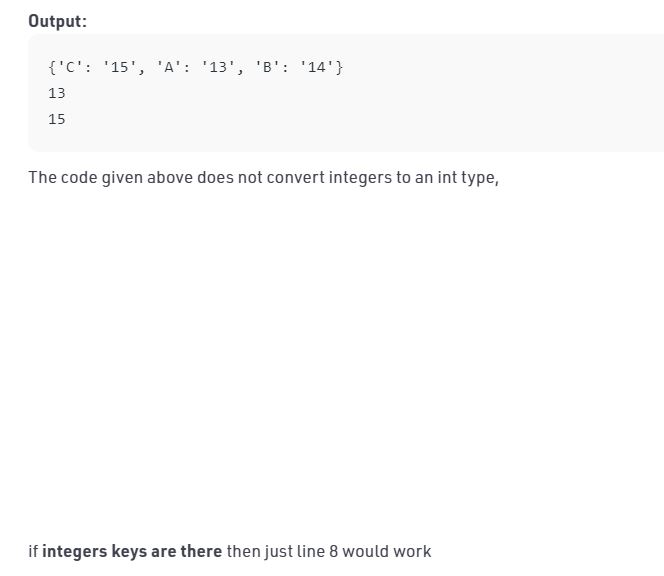 Output:
{'C': '15', 'A': '13', 'B': '14'}
13
15
The code given above does not convert integers to an int type,
if integers keys are there then just line 8 would work